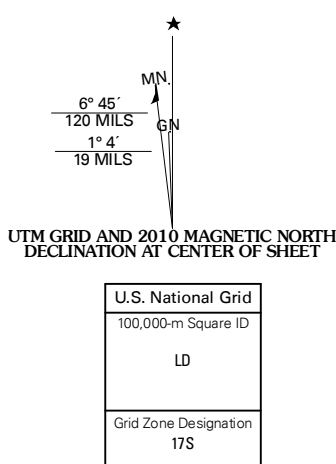 MN.
6° 45´
120 MILS
GN
1° 4´
19 MILS
UTM GRID AND 2010 MAGNETIC NORTH
DECLINATION AT CENTER OF SHEET
U.S. National Grid
100,000-m Square ID
LD
Grid Zone Designation
17S